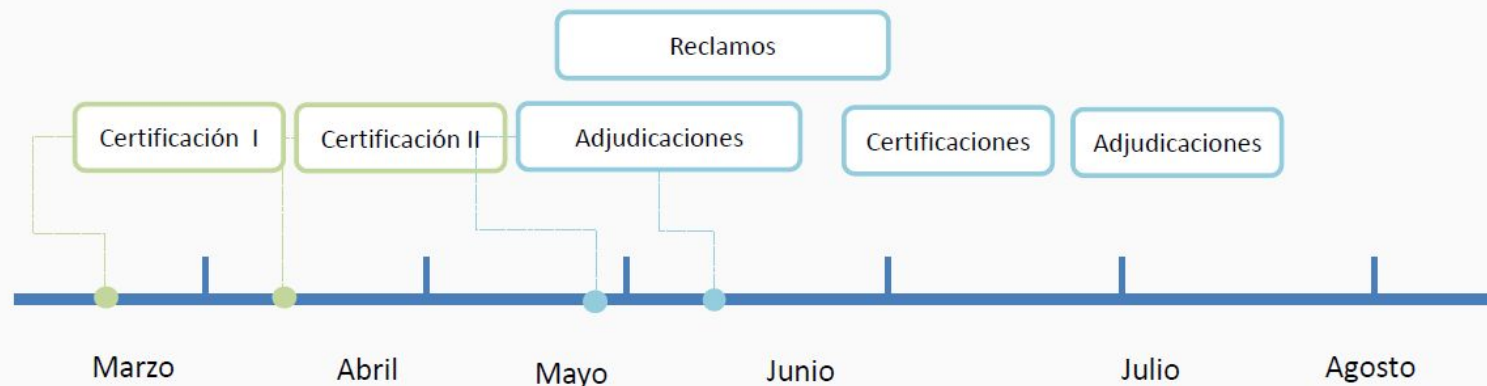 Reclamos
Certificación I
Certificación II
Adjudicaciones
Certificaciones
Adjudicaciones
Marzo
Abril
Mayo
Junio
Julio
Agosto